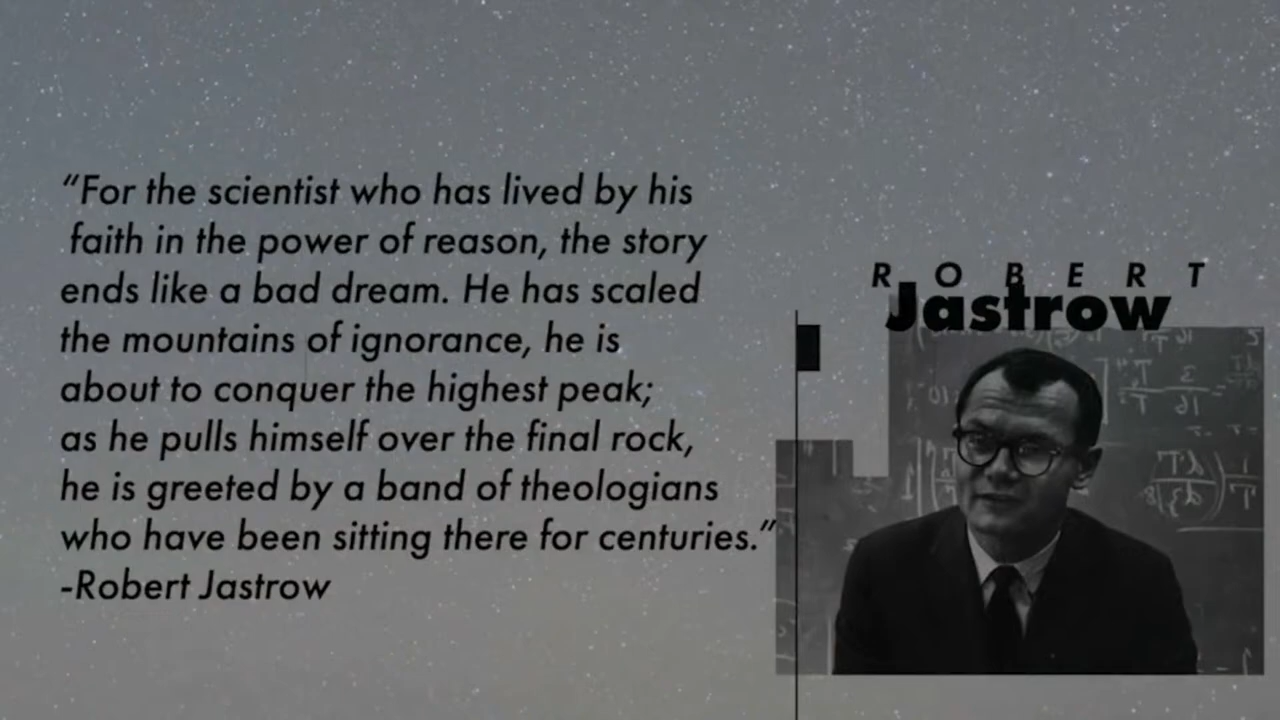 “For the scientist who has lived by his
faith in the power of reason, the story
ends like a bad dream. He has scaled
the mountains of ignorance, he is
about to conquer the highest peak;
as he pulls himself over the final rock,
he is greeted by a band of theologians
who have been sitting there for centuries.”
-Robert Jastrow
ROBERT
Jastrow